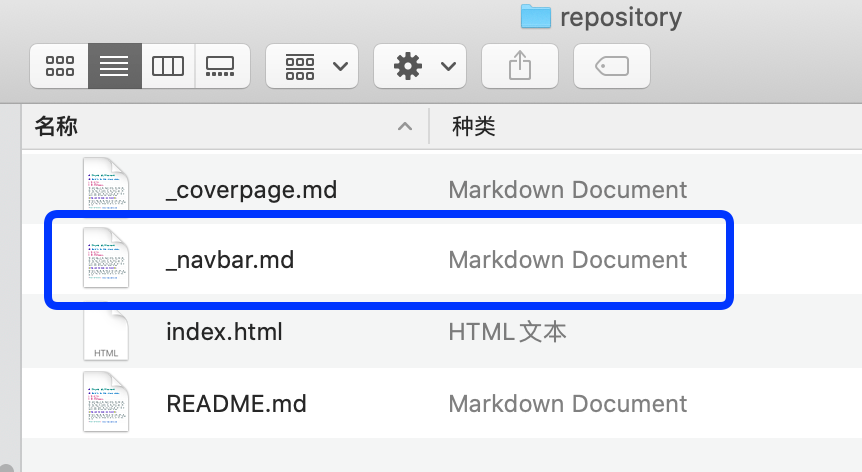 repository
名称 种类
_coverpage.md Markdown Document
_navbar.md Markdown Document
HTML index.html HTML 文本
README.md Markdown Document